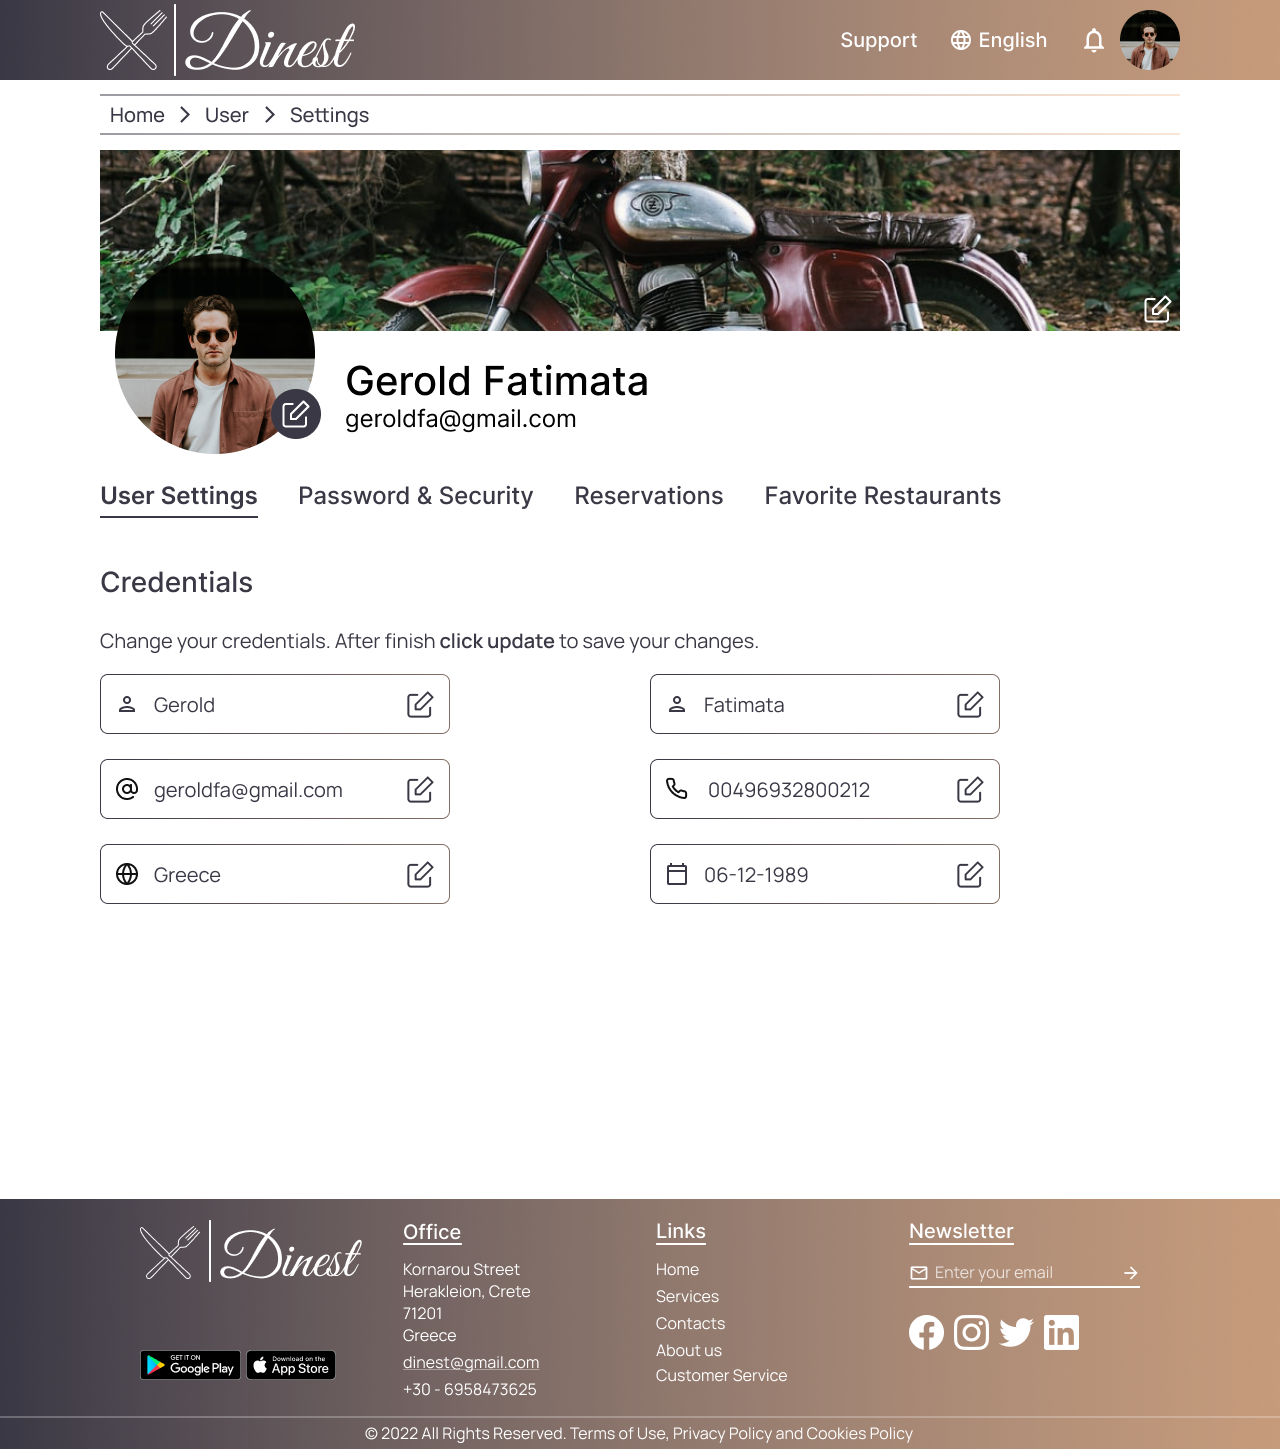 Dinest
Support
English
Home
User
Settings
Gerold Fatimata
geroldfa@gmail.com
User Settings
Password & Security
Reservations
Favorite Restaurants
Credentials
Change your credentials. After finish click update to save your changes.
Gerold
Fatimata
geroldfa@gmail.com
00496932800212
Greece
06-12-1989
Dinest
GET IT ON
Google Play
Download on the
App Store
Office
Kornarou Street
Herakleion, Crete
71201
Greece
dinest@gmail.com
+30 - 6958473625
Links
Home
Services
Contacts
About us
Customer Service
Newsletter
Enter your email
© 2022 All Rights Reserved. Terms of Use, Privacy Policy and Cookies Policy